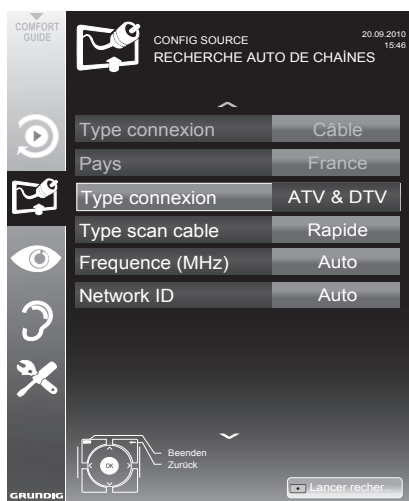 COMFORT
GUIDE
CONFIG SOURCE
RECHERCHE AUTO DE CHAÎNES
20.09.2010
15:46
Type connexion Câble
Pays France
Type connexion ATV & DTV
Type scan cable Rapide
Frequence (MHz) Auto
Network ID Auto
OK
Beenden
Zurück
Lancer recher..
GRUNDIG